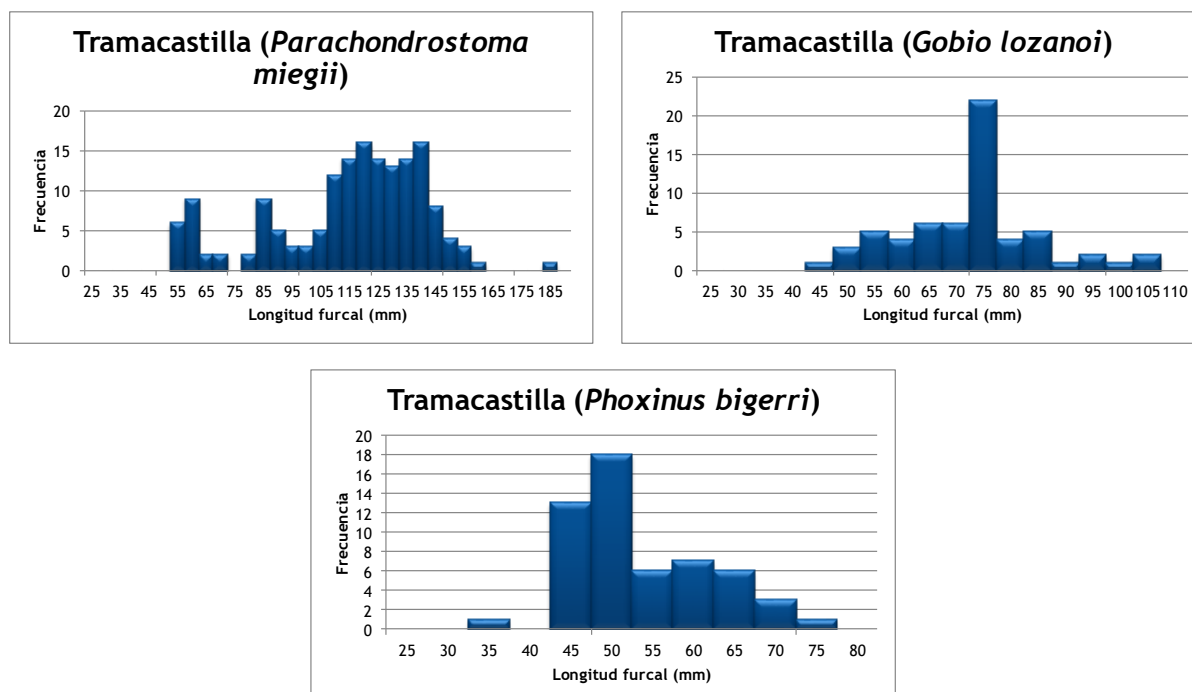 Tramacastilla (Parachondrostoma
miegii)
20
15
10
5
0
Frecuencia
25 35 45 55 65 75 85 95 105 115 125 135 145 155 165 175 185
Longitud furcal (mm)
Tramacastilla (Gobio lozanoi)
25
20
15
10
5
0
Frecuencia
25 30 35 40 45 50 55 60 65 70 75 80 85 90 95 100 105 110
Longitud furcal (mm)
Tramacastilla (Phoxinus bigerri)
20
18
16
14
12
10
8
6
4
2
0
Frecuencia
25 30 35 40 45 50 55 60 65 70 75 80
Longitud furcal (mm)